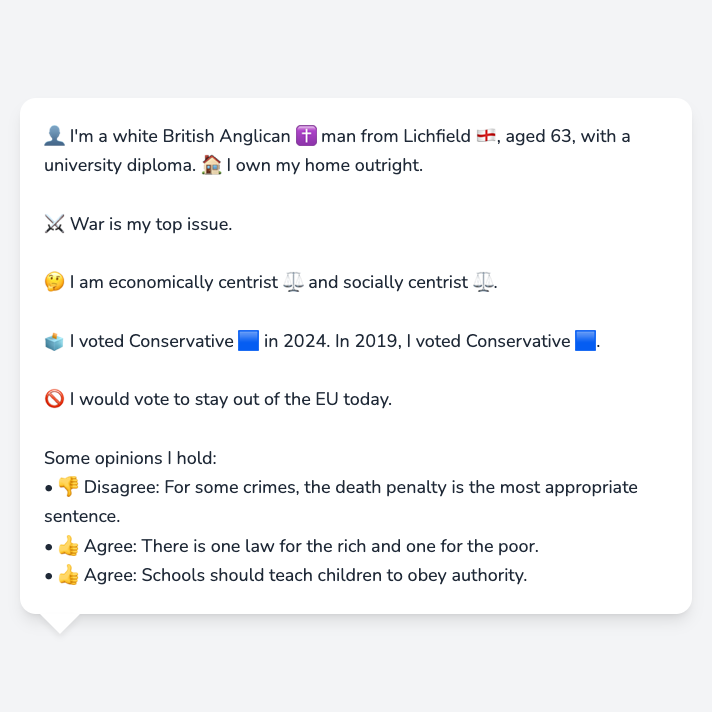 👤 I'm a white British Anglican ✝️ man from Lichfield 🏴󠁧󠁢󠁥󠁮󠁧󠁿, aged 63, with a
university diploma. 🏠 I own my home outright.
⚔️ War is my top issue.
🤔 I am economically centrist ⚖️ and socially centrist ⚖️.
🗳️ I voted Conservative 🟦 in 2024. In 2019, I voted Conservative 🟦.
🚫 I would vote to stay out of the EU today.
Some opinions I hold:
• 👎 Disagree: For some crimes, the death penalty is the most appropriate
sentence.
• 👍 Agree: There is one law for the rich and one for the poor.
• 👍 Agree: Schools should teach children to obey authority.